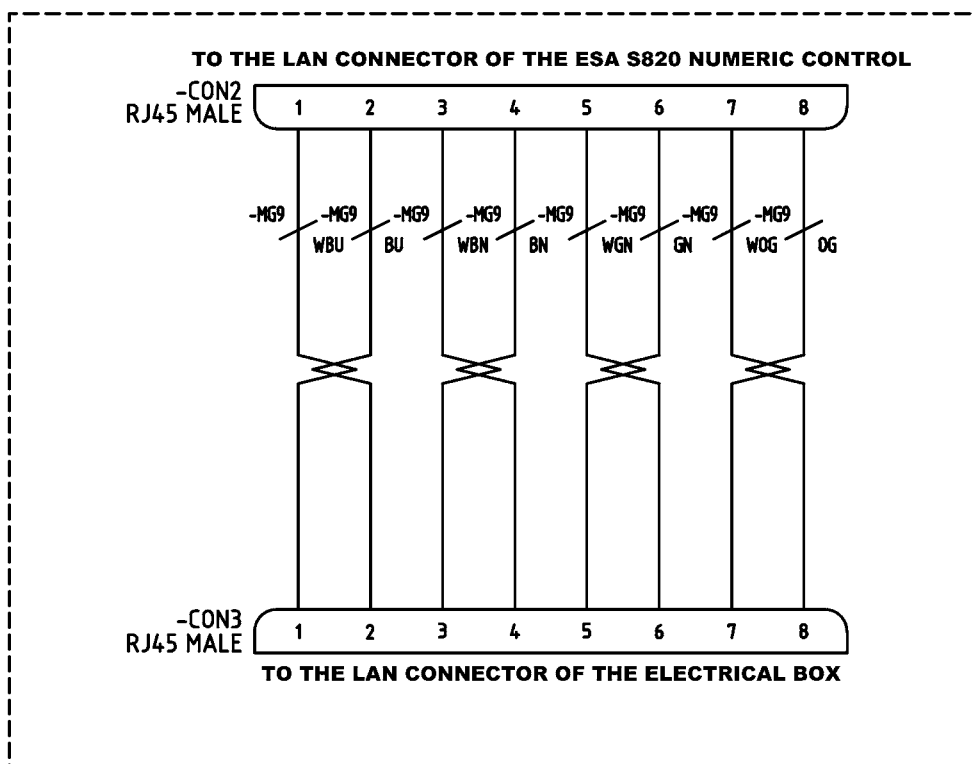 TO THE LAN CONNECTOR OF THE ESA S820 NUMERIC CONTROL
-CON2
RJ45 MALE
1 2 3 4 5 6 7 8
-MG9 -MG9 -MG9 -MG9 -MG9 -MG9 -MG9 -MG9
WBU BU WBN BN WGN GN WOG OG
-CON3
RJ45 MALE
1 2 3 4 5 6 7 8
TO THE LAN CONNECTOR OF THE ELECTRICAL BOX